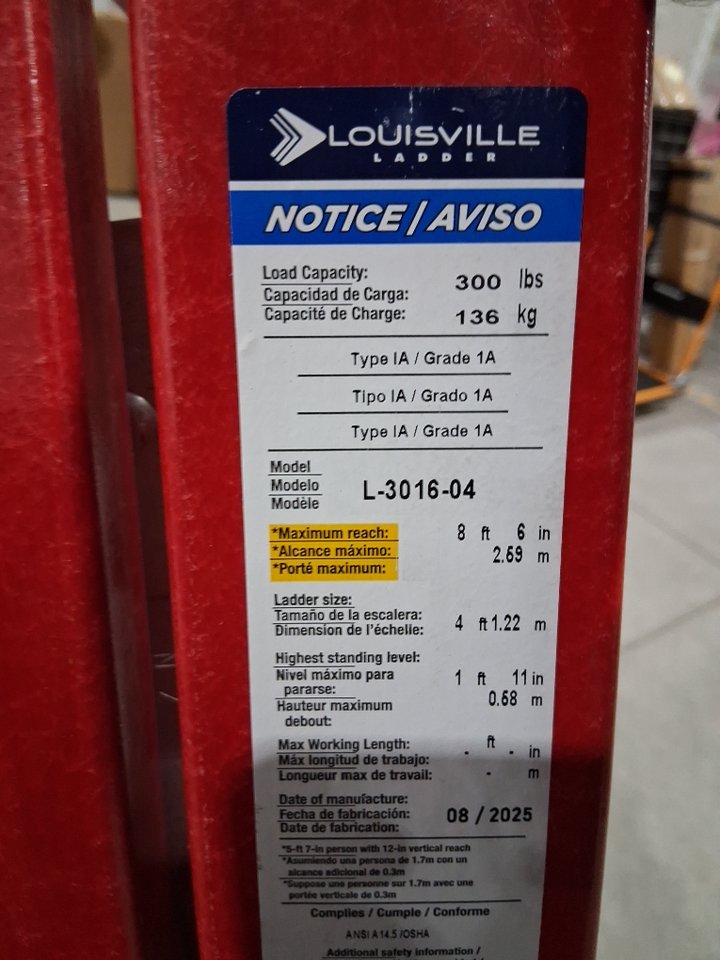 LOUISVILLE
LADDER
NOTICE / AVISO
Load Capacity:
Capacidad de Carga:
Capacité de Charge:
300 lbs
136 kg
Type IA / Grade 1A
Tipo IA / Grado 1A
Type IA / Grade 1A
Model
Modelo
Modèle
L-3016-04
*Maximum reach:
*Alcance máximo:
*Porté maximum:
8 ft 6 in
2.59 m
Ladder size:
Tamaño de la escalera:
Dimension de l'échelle:
4 ft 1.22 m
Highest standing level:
Nivel máximo para
pararse:
Hauteur maximum
debout:
1 ft 11 in
0.58 m
Max Working Length:
Máx longitud de trabajo:
Longueur max de travail:
- ft - in
- m
Date of manufacture:
Fecha de fabricación:
Date de fabrication:
08 / 2025
*5-ft 7-in person with 12-in vertical reach
*Asumiendo una persona de 1.7m con un
alcance adicional de 0.3m
*Suppose une personne sur 1.7m avec une
portée verticale de 0.3m
Complies / Cumple / Conforme
ANSI A14.5 /OSHA
Additional safety information /